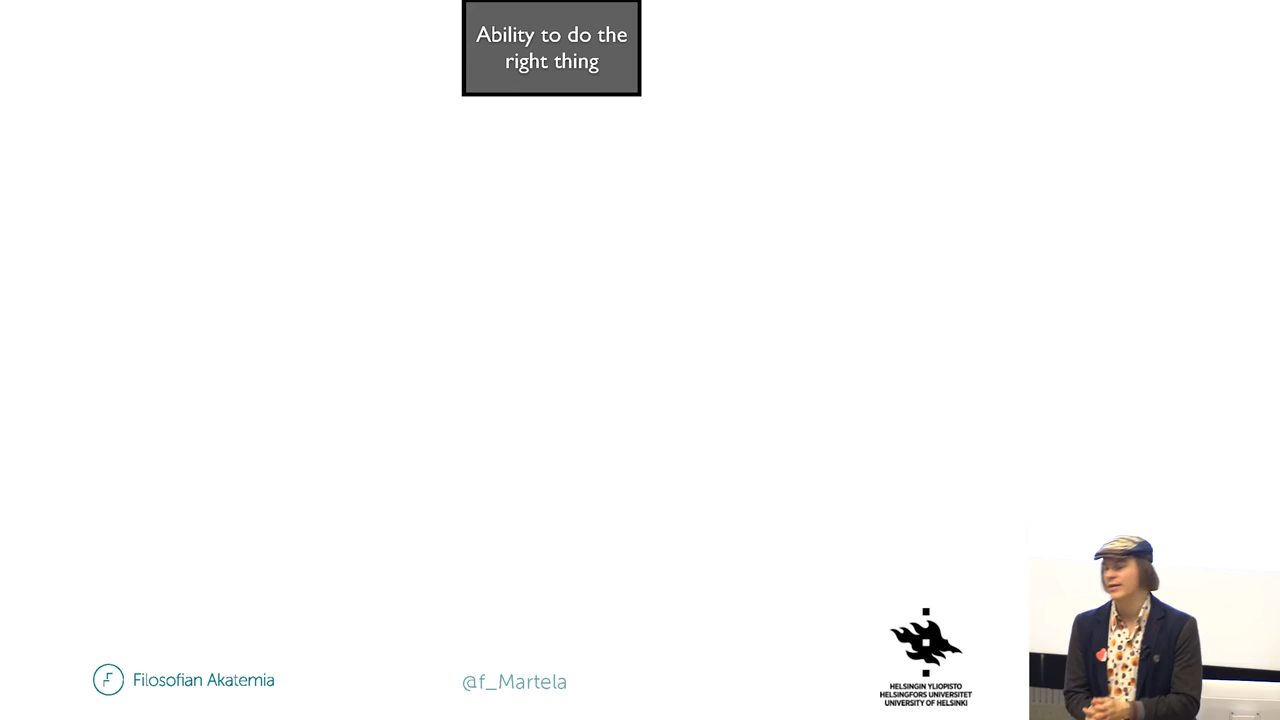 Ability to do the
right thing
Filosofian Akatemia
@f_Martela
HELSINGIN YLIOPISTO
HELSINGFORS UNIVERSITET
UNIVERSITY OF HELSINKI